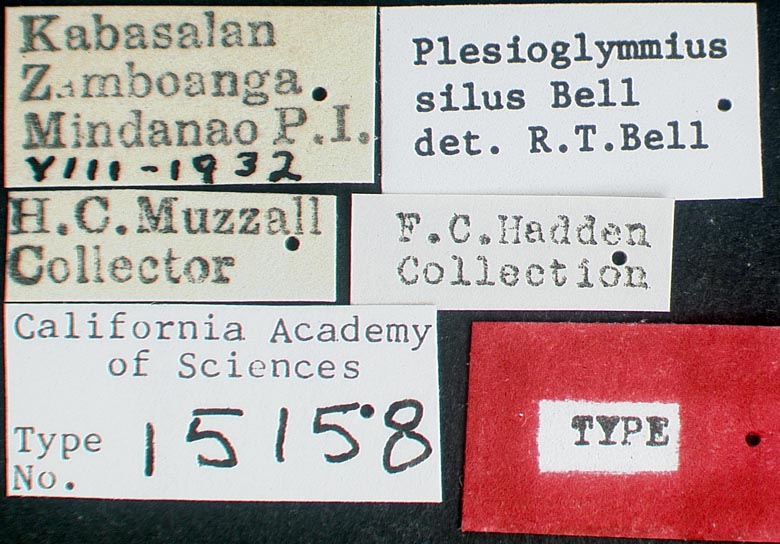 Kabasalan
Zamboanga
Mindanao P.I.
VIII-1932
Plesioglymmius
silus Bell
det. R.T.Bell
H.C.Muzzall
Collector
F.C.Hadden
Collection
California Academy
of Sciences
Type
No. 15158
TYPE